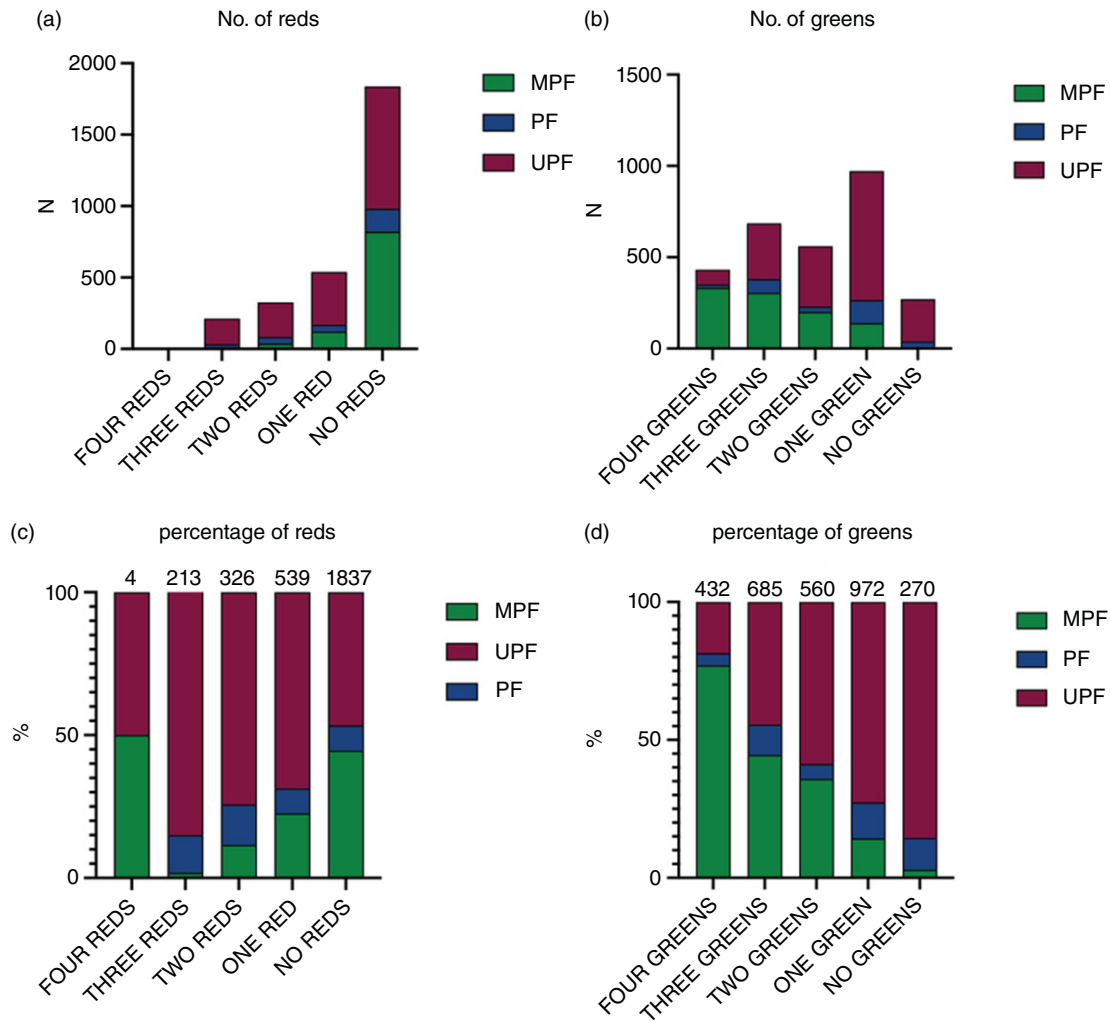 (a) No. of reds
2000
1500
1000
500
0
N
FOUR REDS
THREE REDS
TWO REDS
ONE RED
NO REDS
MPF
PF
UPF
(b) No. of greens
1500
1000
500
0
N
FOUR GREENS
THREE GREENS
TWO GREENS
ONE GREEN
NO GREENS
MPF
PF
UPF
(c) percentage of reds
4 213 326 539 1837
100
50
0
%
FOUR REDS
THREE REDS
TWO REDS
ONE RED
NO REDS
MPF
UPF
PF
(d) percentage of greens
432 685 560 972 270
100
50
0
%
FOUR GREENS
THREE GREENS
TWO GREENS
ONE GREEN
NO GREENS
MPF
PF
UPF